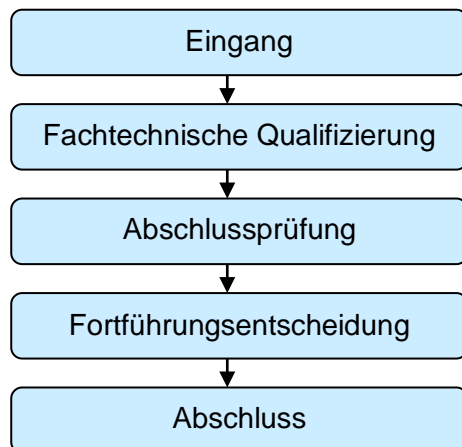 Eingang
Fachtechnische Qualifizierung
Abschlussprüfung
Fortführungsentscheidung
Abschluss